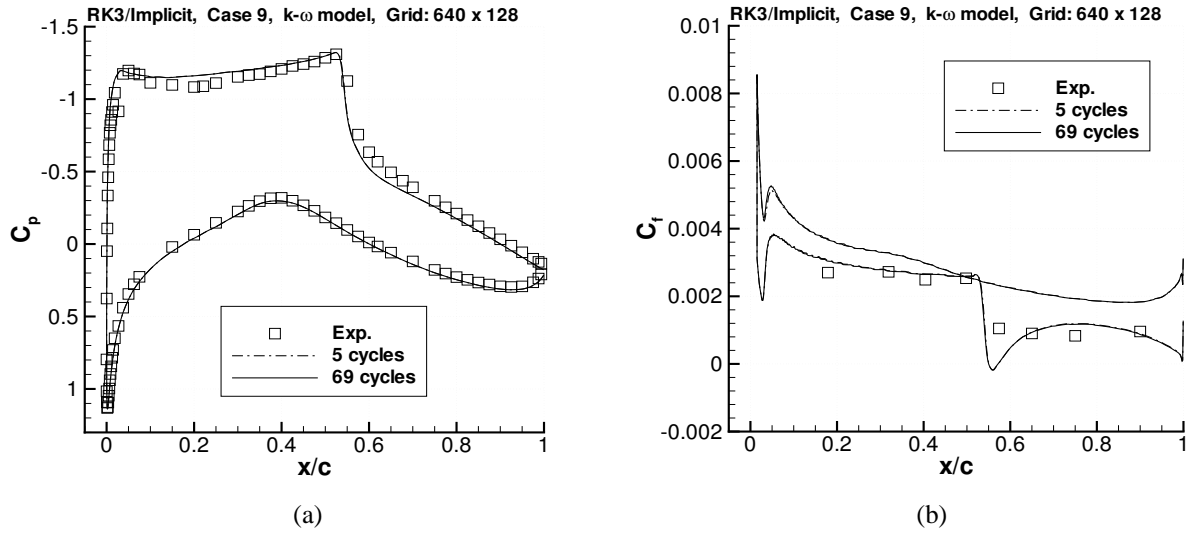 RK3/Implicit, Case 9, k-ω model, Grid: 640 x 128
-1.5
-1
-0.5
0
0.5
1
C_p
Exp.
5 cycles
69 cycles
0
0.2
0.4
0.6
0.8
1
x/c
(a)
RK3/Implicit, Case 9, k-ω model, Grid: 640 x 128
0.01
0.008
0.006
0.004
0.002
0
-0.002
C_f
Exp.
5 cycles
69 cycles
0
0.2
0.4
0.6
0.8
1
x/c
(b)